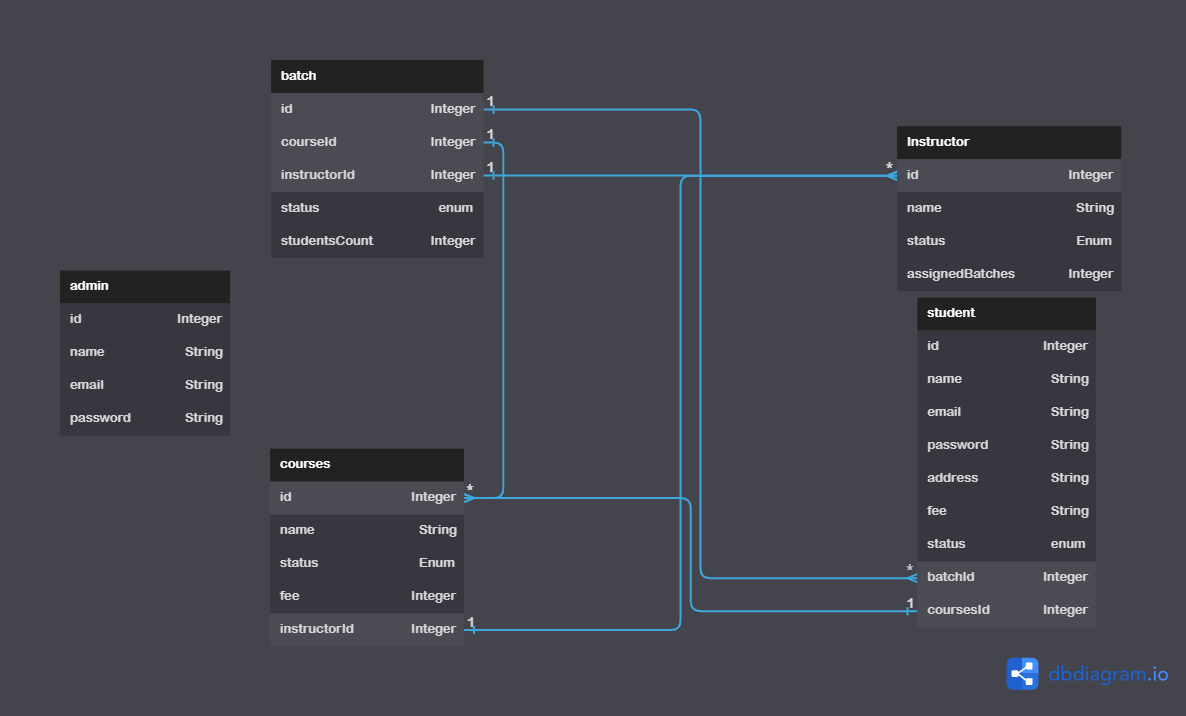 batch
id Integer 1
courseId Integer 1
instructorId Integer 1
status enum
studentsCount Integer
Instructor
* id Integer
name String
status Enum
assignedBatches Integer
admin
id Integer
name String
email String
password String
student
id Integer
name String
email String
password String
address String
fee String
status enum
* batchId Integer
1 coursesId Integer
courses
id Integer *
name String
status Enum
fee Integer
instructorId Integer 1
dbdiagram.io